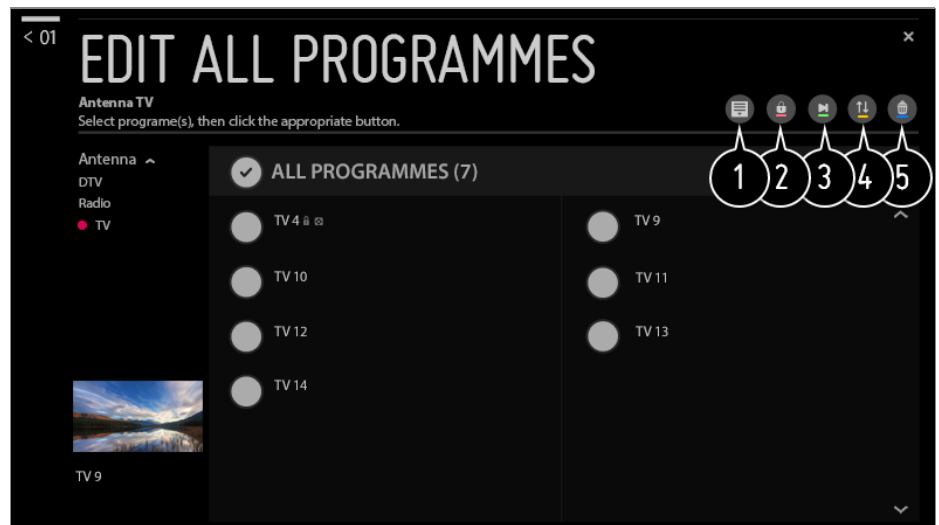 < 01
EDIT ALL PROGRAMMES
×
Antenna TV
Select programe(s), then click the appropriate button.
1 2 3 4 5
Antenna
DTV
Radio
TV
ALL PROGRAMMES (7)
TV 4
TV 9
TV 10
TV 11
TV 12
TV 13
TV 14
TV 9